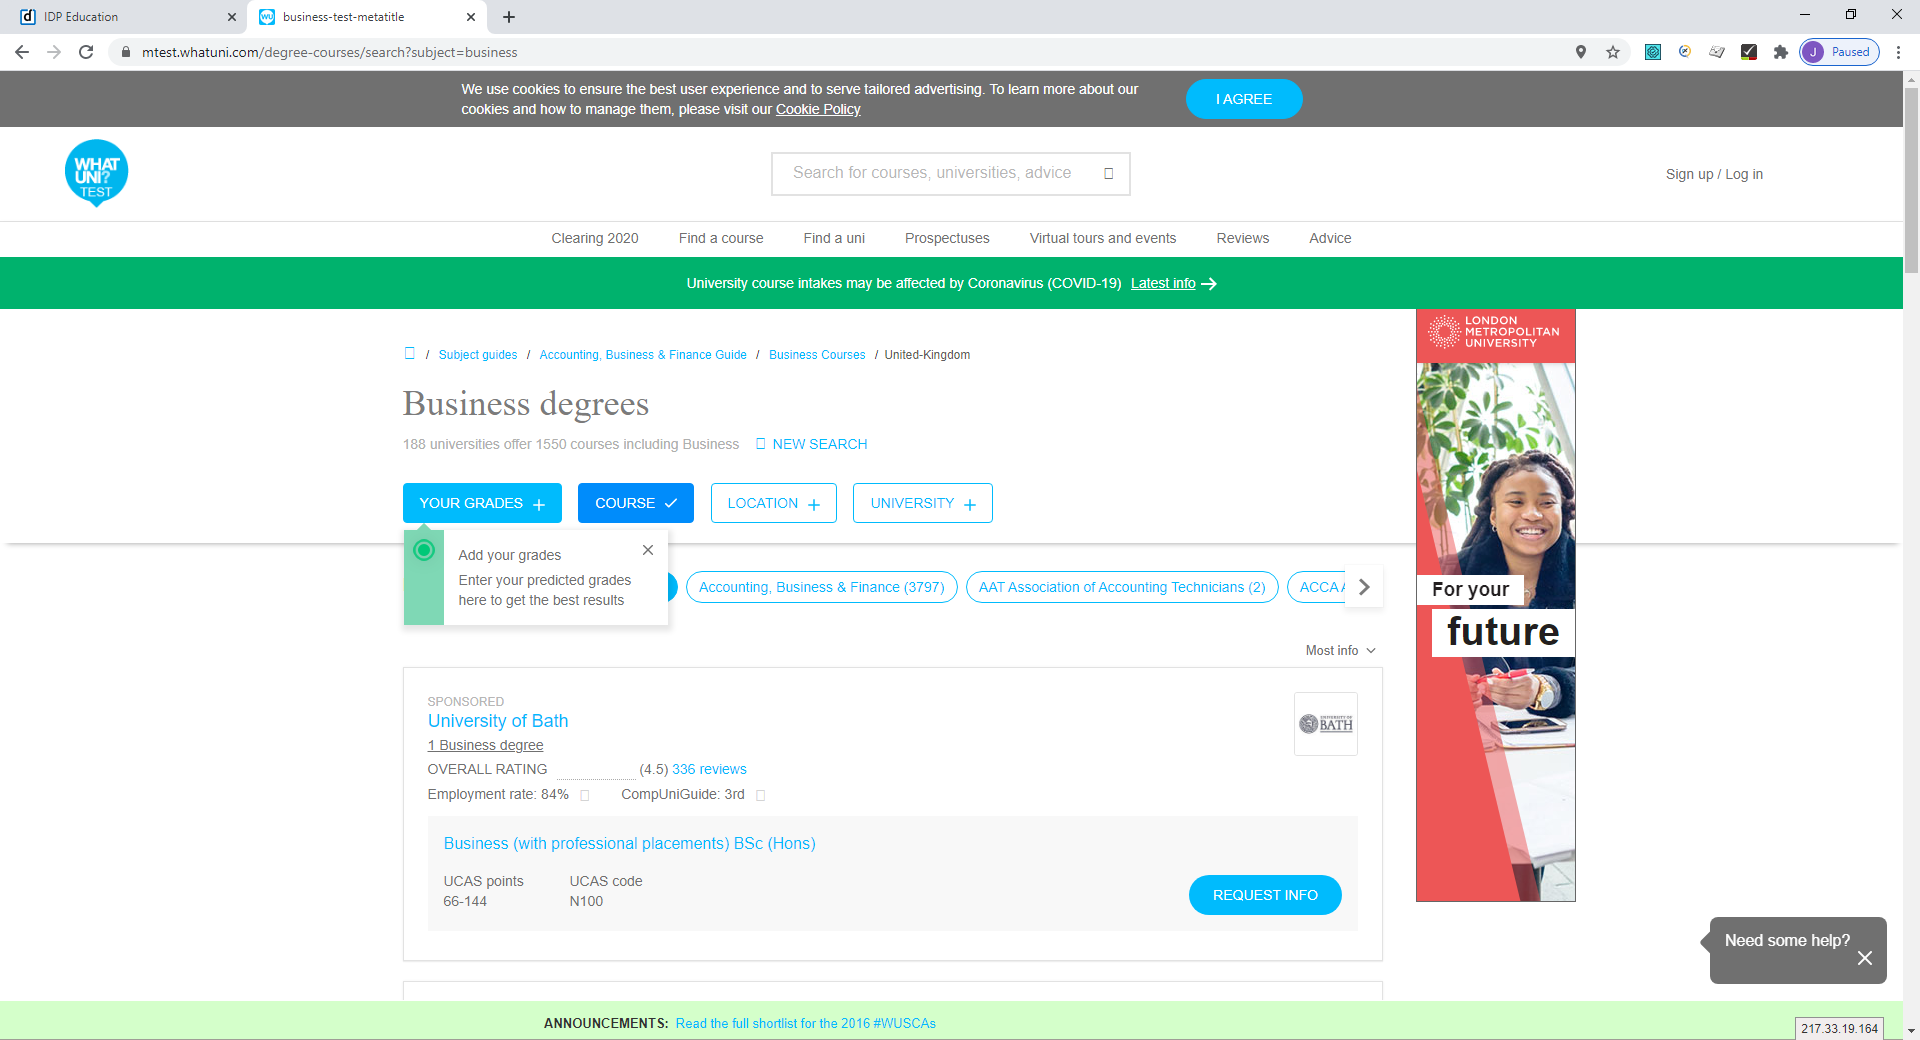 IDP Education
business-test-metatitle
mtest.whatuni.com/degree-courses/search?subject=business
J Paused
We use cookies to ensure the best user experience and to serve tailored advertising. To learn more about our
cookies and how to manage them, please visit our Cookie Policy
I AGREE
WHAT
UNI?
TEST
Search for courses, universities, advice
Sign up / Log in
Clearing 2020 Find a course Find a uni Prospectuses Virtual tours and events Reviews Advice
University course intakes may be affected by Coronavirus (COVID-19) Latest info
/ Subject guides / Accounting, Business & Finance Guide / Business Courses / United-Kingdom
Business degrees
188 universities offer 1550 courses including Business NEW SEARCH
YOUR GRADES + COURSE LOCATION + UNIVERSITY +
Add your grades
Enter your predicted grades
here to get the best results
Accounting, Business & Finance (3797) AAT Association of Accounting Technicians (2) ACCA A
Most info
SPONSORED
University of Bath
1 Business degree
OVERALL RATING (4.5) 336 reviews
Employment rate: 84% CompUniGuide: 3rd
UNIVERSITY OF
BATH
Business (with professional placements) BSc (Hons)
UCAS points UCAS code
66-144 N100
REQUEST INFO
LONDON
METROPOLITAN
UNIVERSITY
For your
future
Need some help?
ANNOUNCEMENTS: Read the full shortlist for the 2016 #WUSCAs
217.33.19.164